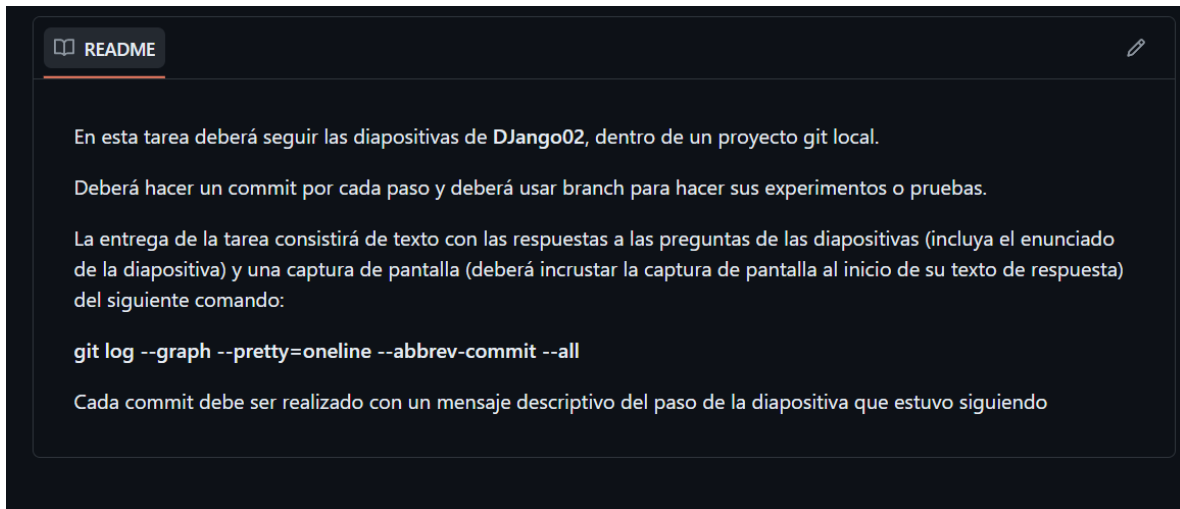 README
En esta tarea deberá seguir las diapositivas de DJango02, dentro de un proyecto git local.
Deberá hacer un commit por cada paso y deberá usar branch para hacer sus experimentos o pruebas.
La entrega de la tarea consistirá de texto con las respuestas a las preguntas de las diapositivas (incluya el enunciado
de la diapositiva) y una captura de pantalla (deberá incrustar la captura de pantalla al inicio de su texto de respuesta)
del siguiente comando:
git log --graph --pretty=oneline --abbrev-commit --all
Cada commit debe ser realizado con un mensaje descriptivo del paso de la diapositiva que estuvo siguiendo